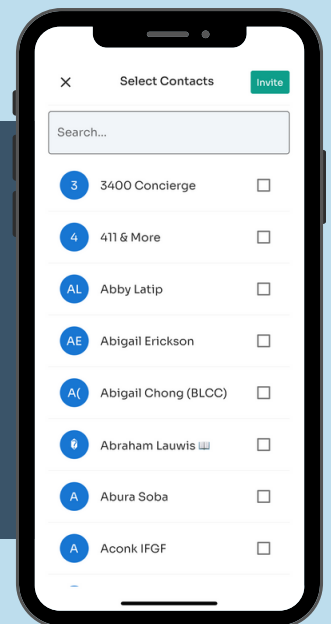 Select Contacts
Invite
Search...
3 3400 Concierge
4 411 & More
AL Abby Latip
AE Abigail Erickson
A( Abigail Chong (BLCC)
Abraham Lauwis 📖
A Abura Soba
A Aconk IFGF